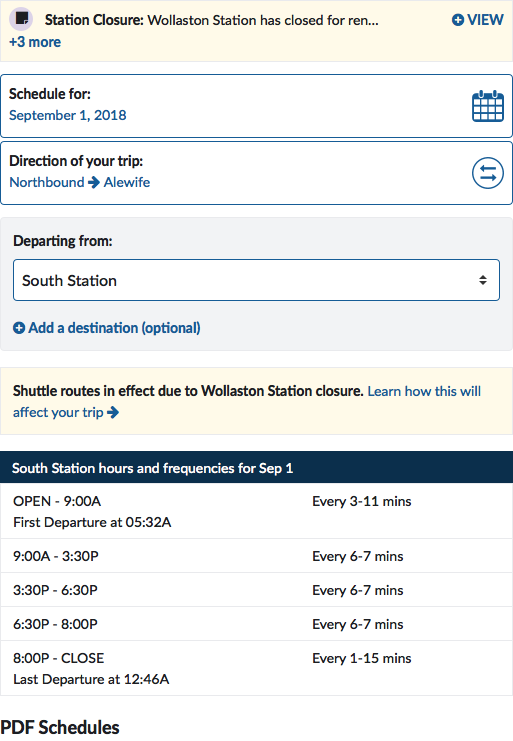 Station Closure: Wollaston Station has closed for ren...
VIEW
+3 more
Schedule for:
September 1, 2018
Direction of your trip:
Northbound → Alewife
Departing from:
South Station
Add a destination (optional)
Shuttle routes in effect due to Wollaston Station closure. Learn how this will
affect your trip →
South Station hours and frequencies for Sep 1
OPEN - 9:00A Every 3-11 mins
First Departure at 05:32A
9:00A - 3:30P Every 6-7 mins
3:30P - 6:30P Every 6-7 mins
6:30P - 8:00P Every 6-7 mins
8:00P - CLOSE Every 1-15 mins
Last Departure at 12:46A
PDF Schedules